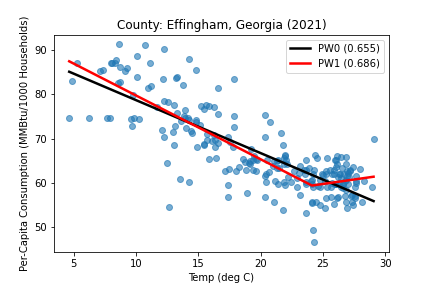 County: Effingham, Georgia (2021)
PW0 (0.655)
PW1 (0.686)
Per-Capita Consumption (MMBtu/1000 Households)
90
80
70
60
50
5 10 15 20 25 30
Temp (deg C)